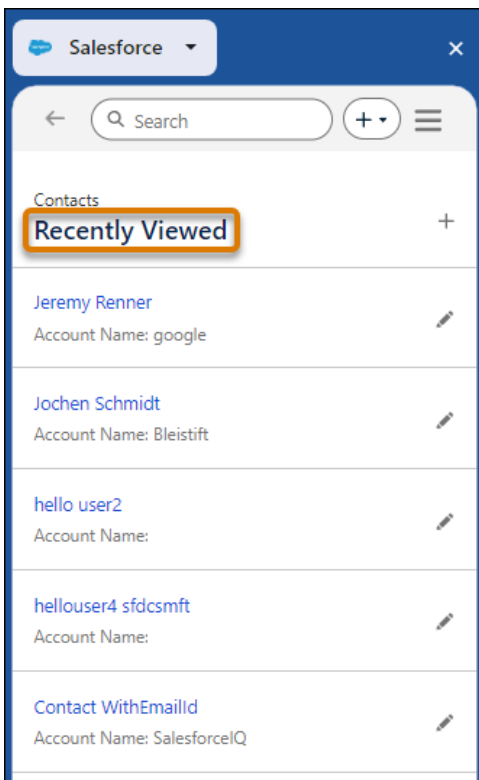 Salesforce
Search
Contacts
Recently Viewed
Jeremy Renner
Account Name: google
Jochen Schmidt
Account Name: Bleistift
hello user2
Account Name:
hellouser4 sfdcsmft
Account Name:
Contact WithEmailId
Account Name: SalesforceIQ